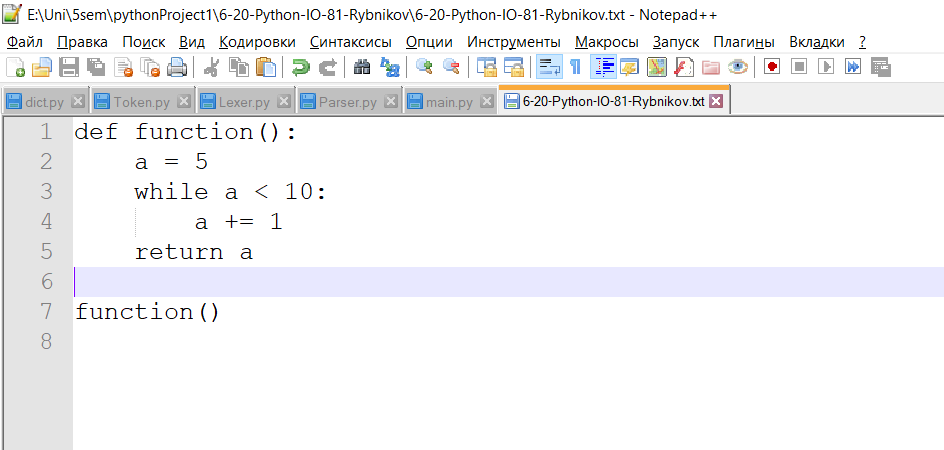 E:\Uni\5sem\pythonProject1\6-20-Python-IO-81-Rybnikov\6-20-Python-IO-81-Rybnikov.txt - Notepad++
Файл Правка Поиск Вид Кодировки Синтаксисы Опции Инструменты Макросы Запуск Плагины Вкладки ?
dict.py Token.py Lexer.py Parser.py main.py 6-20-Python-IO-81-Rybnikov.txt
1 def function():
2     a = 5
3     while a < 10:
4         a += 1
5     return a
6
7 function()
8